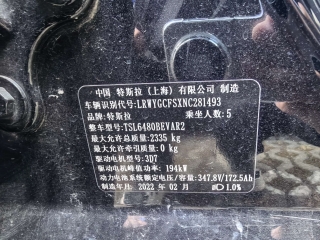 中国 特斯拉（上海）有限公司 制造
车辆识别代号:LRWYGCFSXNC281493
品牌:特斯拉 乘坐人数:5
整车型号:TSL6480BEVAR2
最大允许总质量:2335 kg
最大允许牵引质量:0 kg
驱动电机型号:3D7
驱动电机峰值功率:194kW
动力电池系统额定电压/容量:347.8V/172.5Ah
制造年月:2022 年 02 月 1.0%